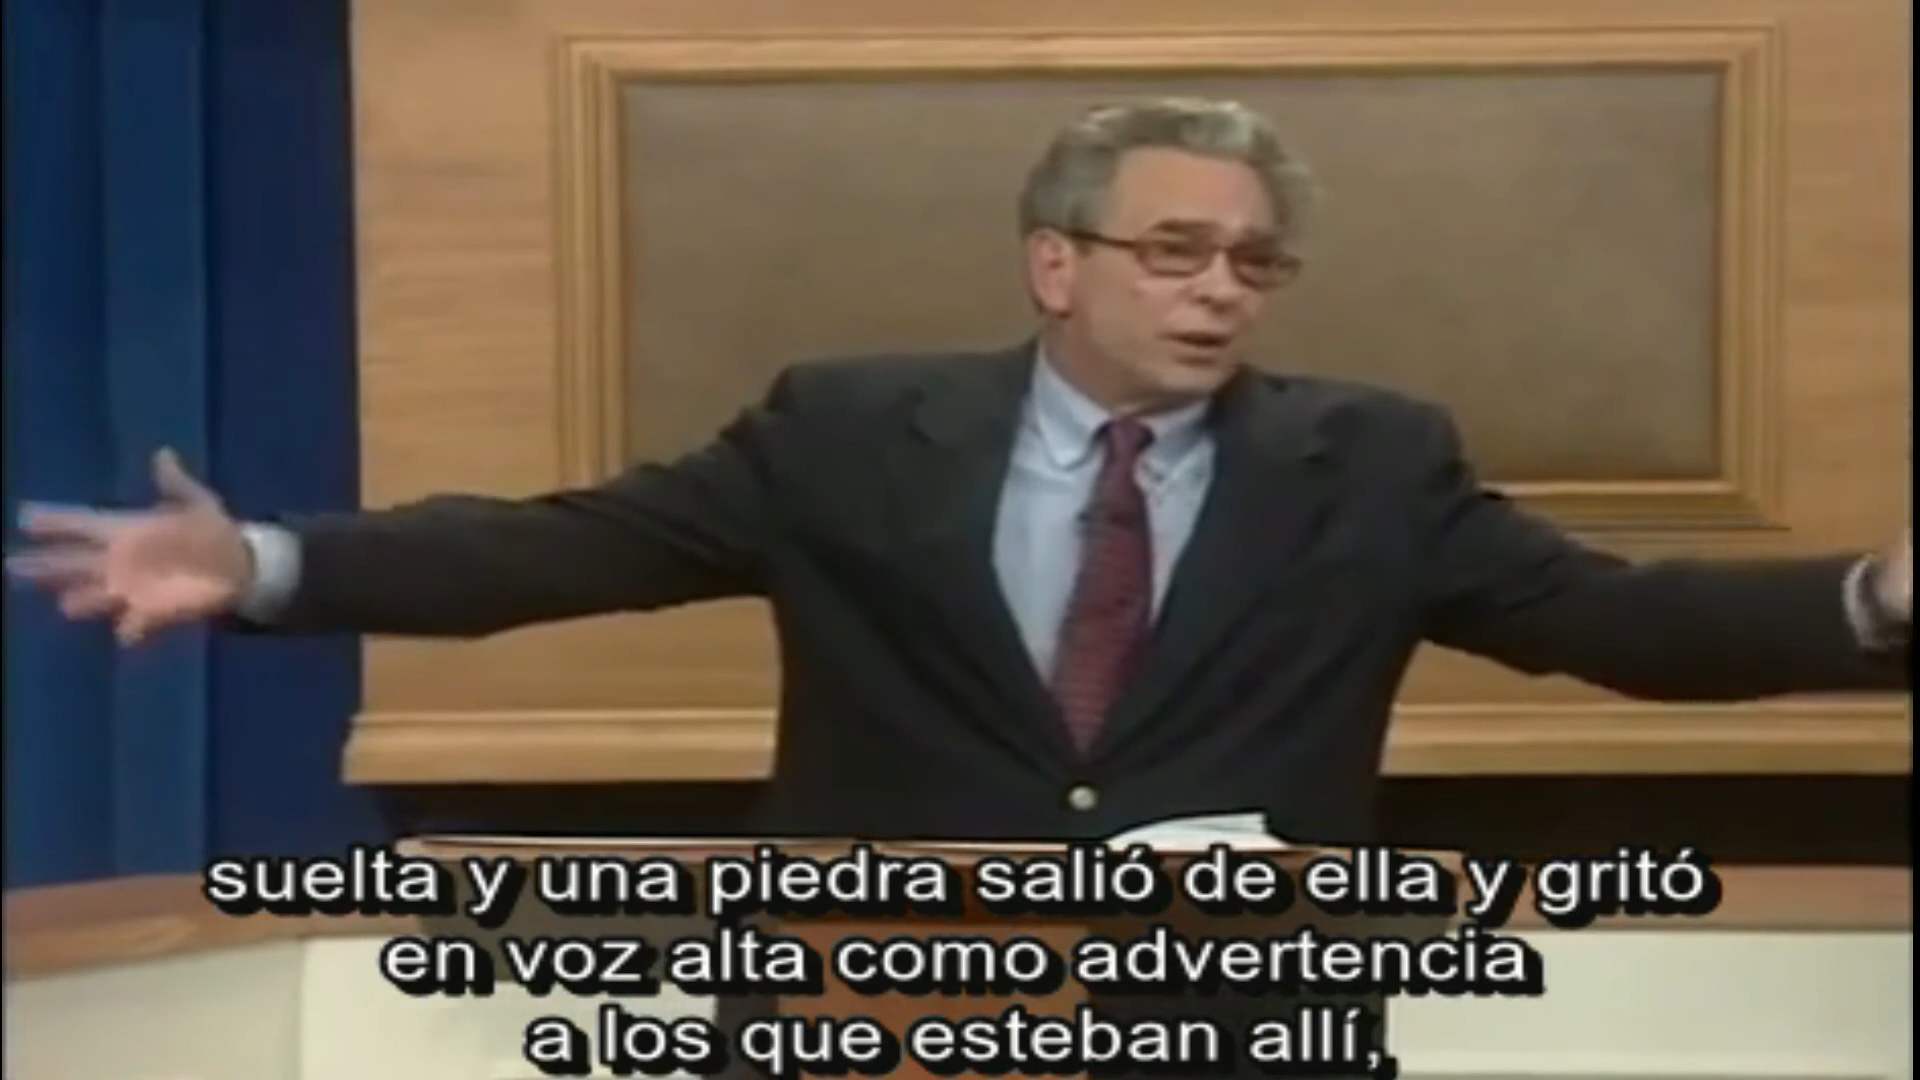 suelta y una piedra salió de ella y gritó
en voz alta como advertencia
a los que esteban allí,